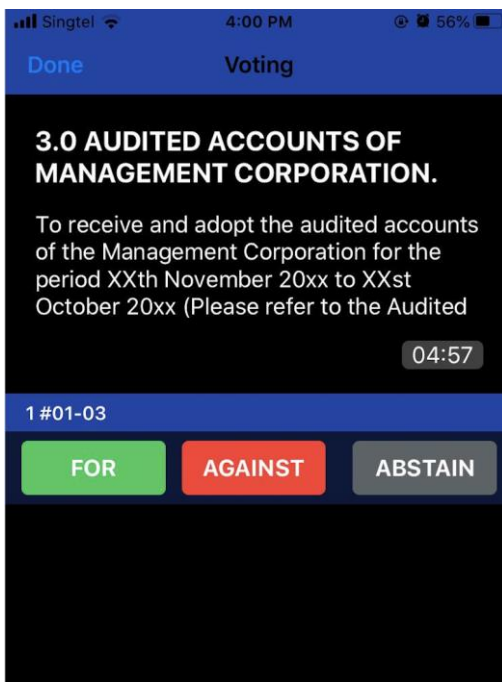 Singtel 4:00 PM 56%
Done Voting
3.0 AUDITED ACCOUNTS OF
MANAGEMENT CORPORATION.
To receive and adopt the audited accounts
of the Management Corporation for the
period XXth November 20xx to XXst
October 20xx (Please refer to the Audited
04:57
1 #01-03
FOR AGAINST ABSTAIN